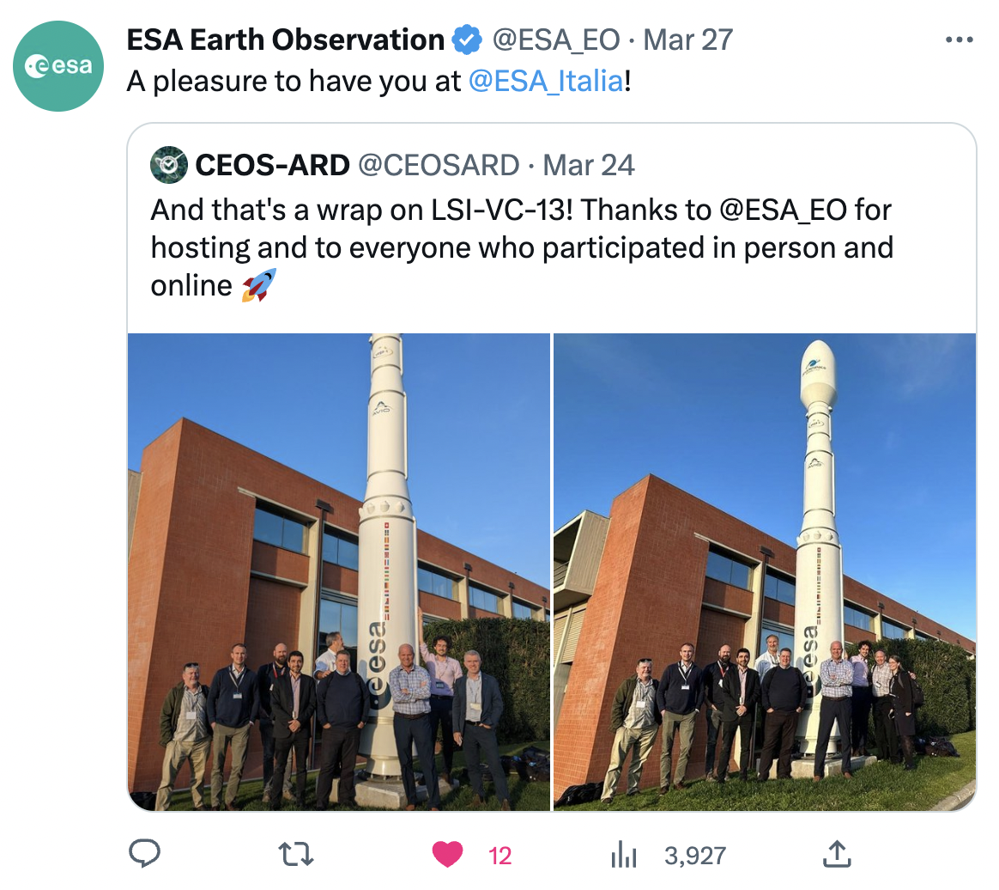 esa
ESA Earth Observation @ESA_EO · Mar 27
A pleasure to have you at @ESA_Italia!
CEOS-ARD @CEOSARD · Mar 24
And that's a wrap on LSI-VC-13! Thanks to @ESA_EO for
hosting and to everyone who participated in person and
online 🚀
AVIO
esa
AVIO
esa
12
3,927